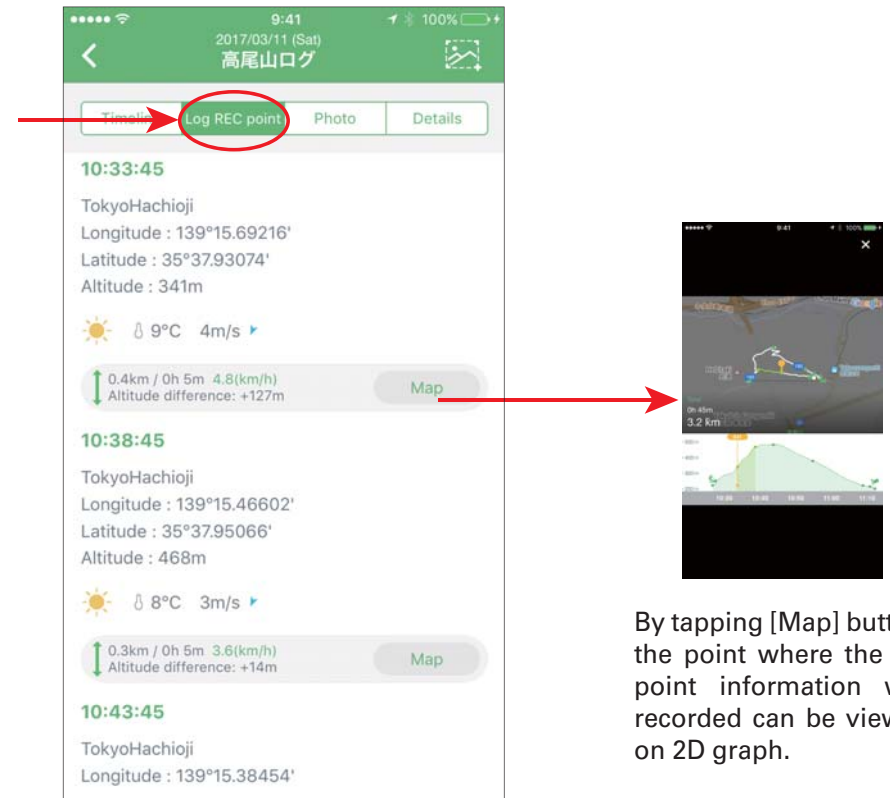 9:41
100%
2017/03/11 (Sat)
高尾山ログ
Log REC point
Photo
Details
10:33:45
TokyoHachioji
Longitude : 139°15.69216'
Latitude : 35°37.93074'
Altitude : 341m
9°C 4m/s
0.4km / 0h 5m 4.8(km/h)
Altitude difference: +127m
Map
10:38:45
TokyoHachioji
Longitude : 139°15.46602'
Latitude : 35°37.95066'
Altitude : 468m
8°C 3m/s
0.3km / 0h 5m 3.6(km/h)
Altitude difference: +14m
Map
10:43:45
TokyoHachioji
Longitude : 139°15.38454'
9:41
100%
0h 45m
3.2 km
By tapping [Map]
the point where the
point information
recorded can be
on 2D graph.